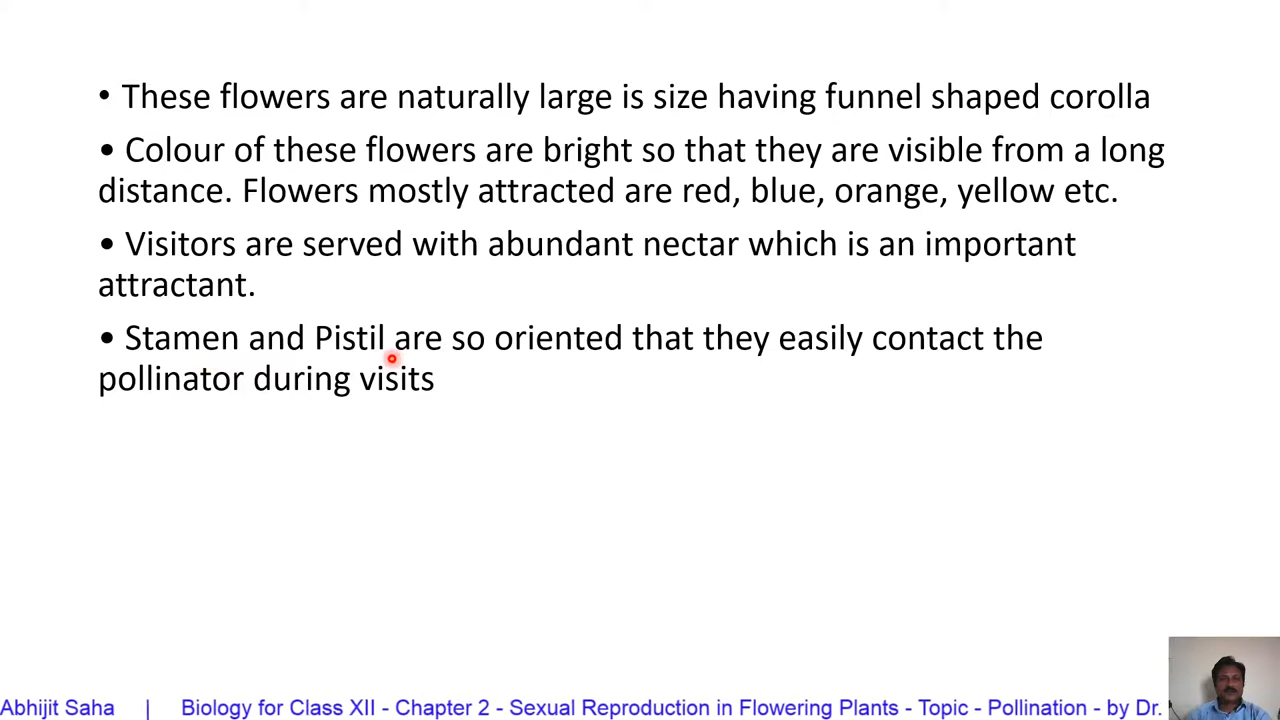 • These flowers are naturally large is size having funnel shaped corolla
• Colour of these flowers are bright so that they are visible from a long
distance. Flowers mostly attracted are red, blue, orange, yellow etc.
• Visitors are served with abundant nectar which is an important
attractant.
• Stamen and Pistil are so oriented that they easily contact the
pollinator during visits
Abhijit Saha | Biology for Class XII - Chapter 2 - Sexual Reproduction in Flowering Plants - Topic - Pollination - by Dr.